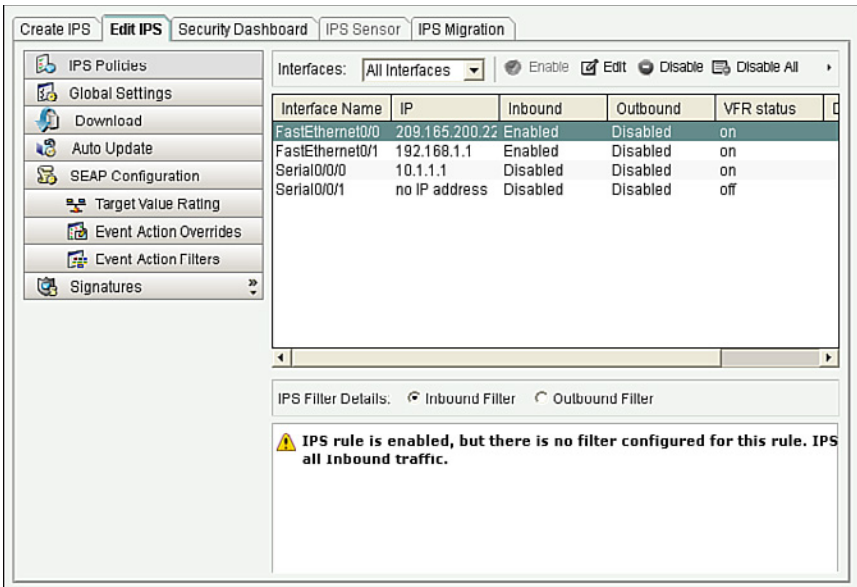 Create IPS Edit IPS Security Dashboard IPS Sensor IPS Migration
IPS Policies
Global Settings
Download
Auto Update
SEAP Configuration
Target Value Rating
Event Action Overrides
Event Action Filters
Signatures
Interfaces: All Interfaces Enable Edit Disable Disable All
Interface Name IP Inbound Outbound VFR status
FastEthernet0/0 209.165.200.22 Enabled Disabled on
FastEthernet0/1 192.168.1.1 Enabled Disabled on
Serial0/0/0 10.1.1.1 Disabled Disabled on
Serial0/0/1 no IP address Disabled Disabled off
IPS Filter Details: Inbound Filter Outbound Filter
IPS rule is enabled, but there is no filter configured for this rule. IPS
all Inbound traffic.